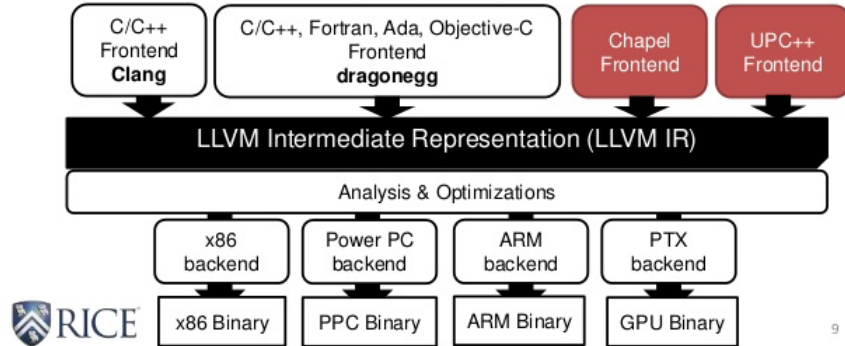 C/C++
Frontend
Clang
C/C++, Fortran, Ada, Objective-C
Frontend
dragonegg
Chapel
Frontend
UPC++
Frontend
LLVM Intermediate Representation (LLVM IR)
Analysis & Optimizations
x86
backend
Power PC
backend
ARM
backend
PTX
backend
x86 Binary
PPC Binary
ARM Binary
GPU Binary
RICE
9